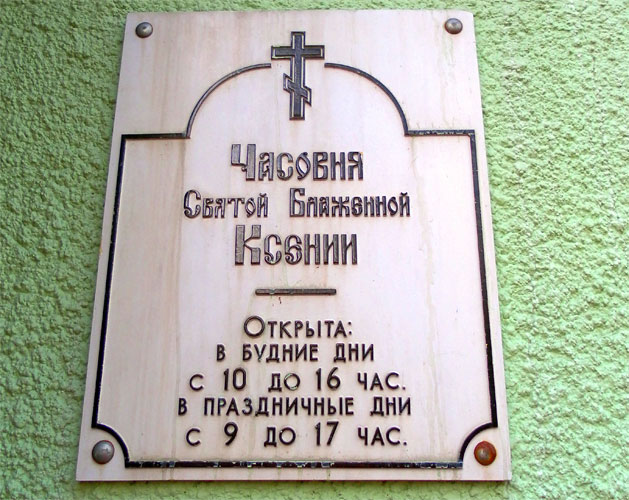 Часовня
Святой Блаженной
Ксении
Открыта:
в будние дни
с 10 до 16 час.
в праздничные дни
с 9 до 17 час.